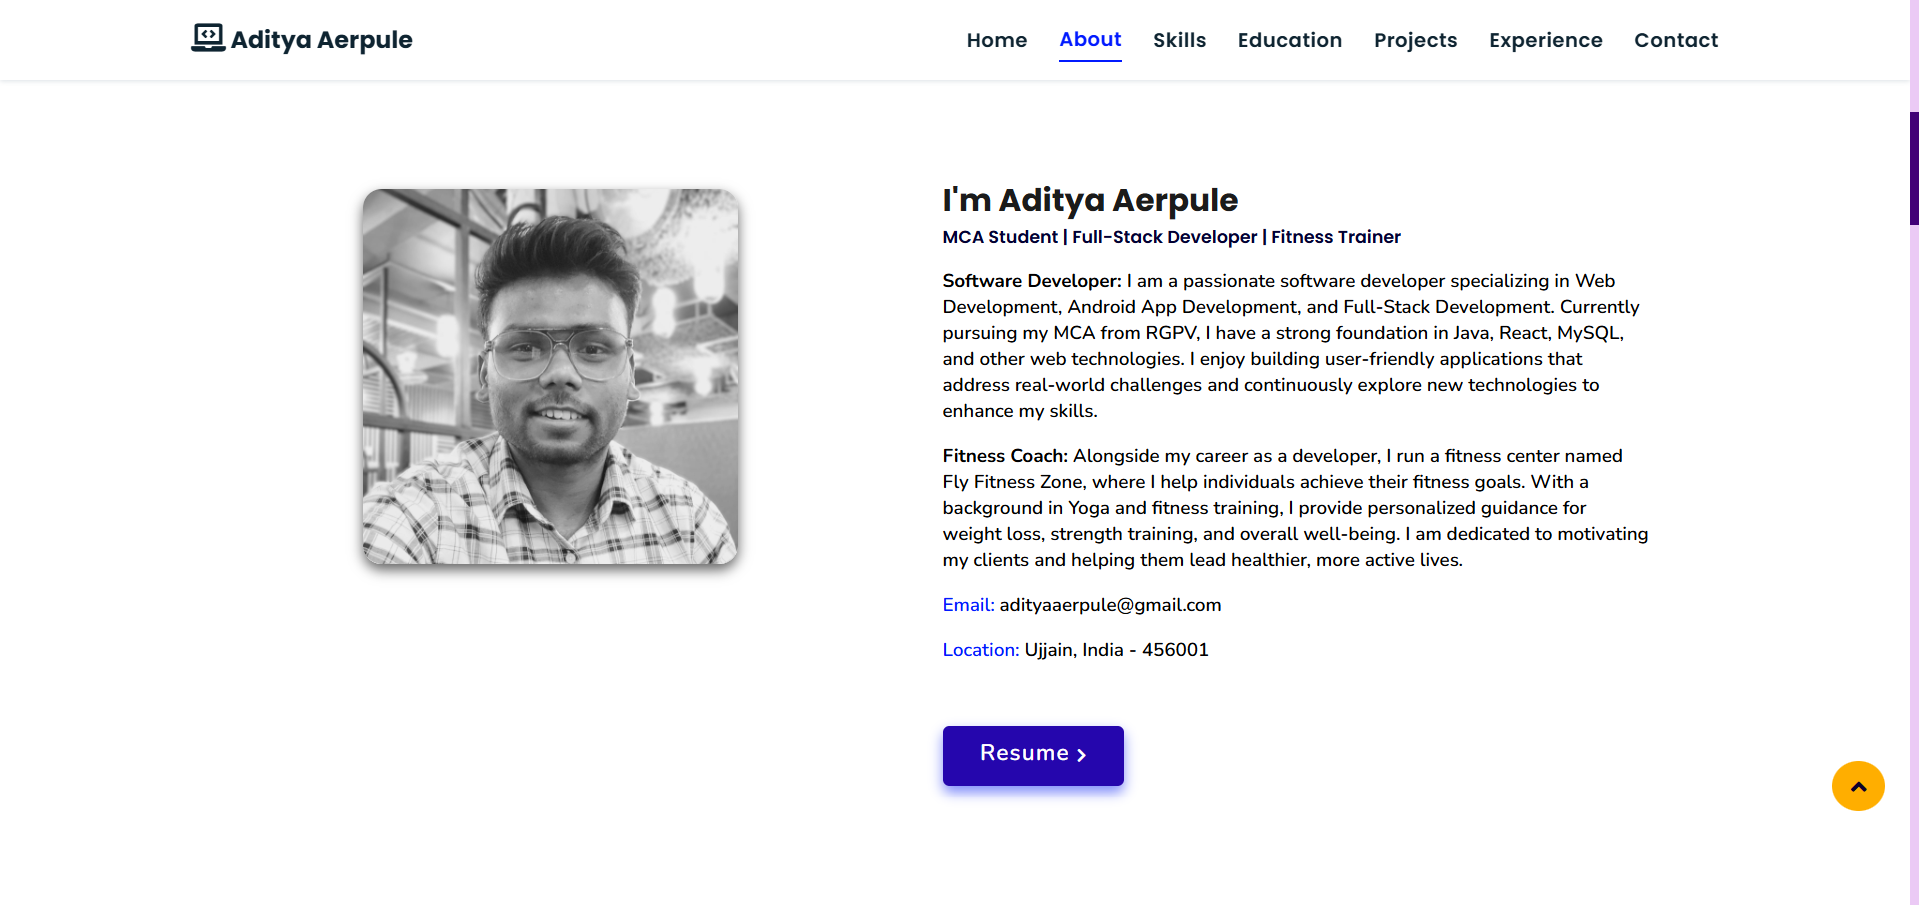 Aditya Aerpule
Home About Skills Education Projects Experience Contact
I'm Aditya Aerpule
MCA Student | Full-Stack Developer | Fitness Trainer
Software Developer: I am a passionate software developer specializing in Web
Development, Android App Development, and Full-Stack Development. Currently
pursuing my MCA from RGPV, I have a strong foundation in Java, React, MySQL,
and other web technologies. I enjoy building user-friendly applications that
address real-world challenges and continuously explore new technologies to
enhance my skills.
Fitness Coach: Alongside my career as a developer, I run a fitness center named
Fly Fitness Zone, where I help individuals achieve their fitness goals. With a
background in Yoga and fitness training, I provide personalized guidance for
weight loss, strength training, and overall well-being. I am dedicated to motivating
my clients and helping them lead healthier, more active lives.
Email: adityaaerpule@gmail.com
Location: Ujjain, India - 456001
Resume